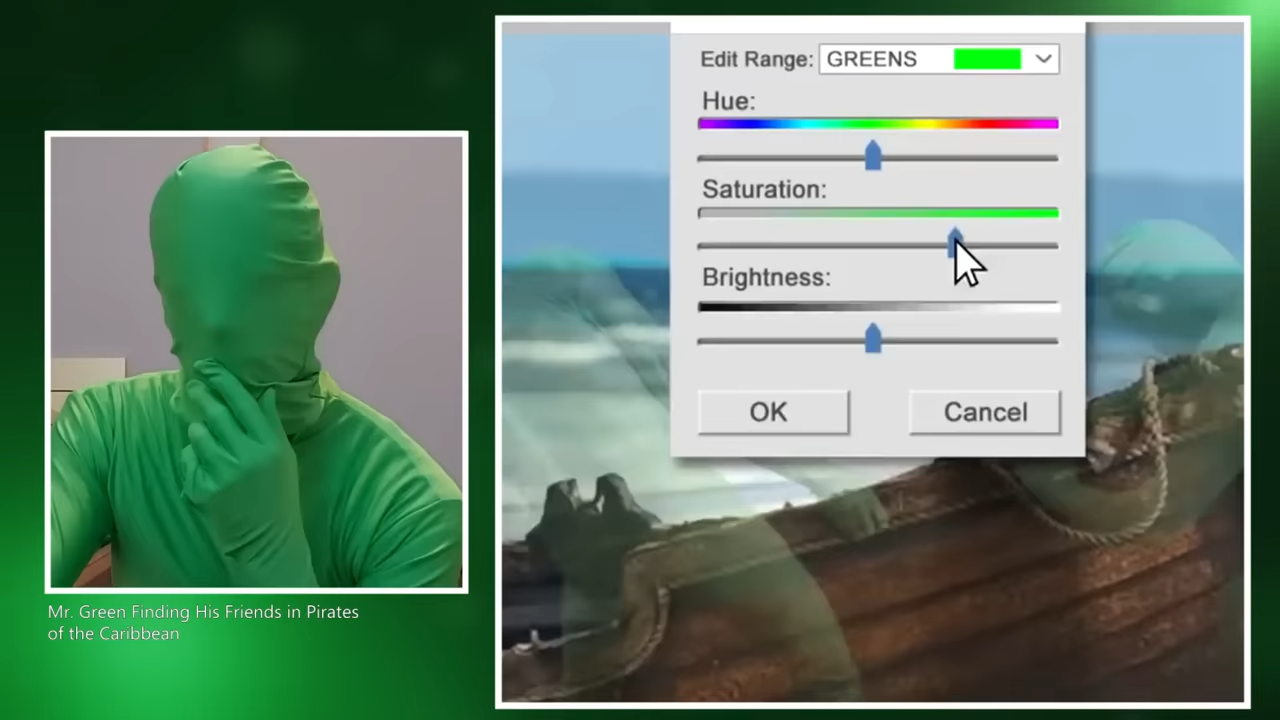 Edit Range: GREENS
Hue:
Saturation:
Brightness:
OK Cancel
Mr. Green Finding His Friends in Pirates
of the Caribbean